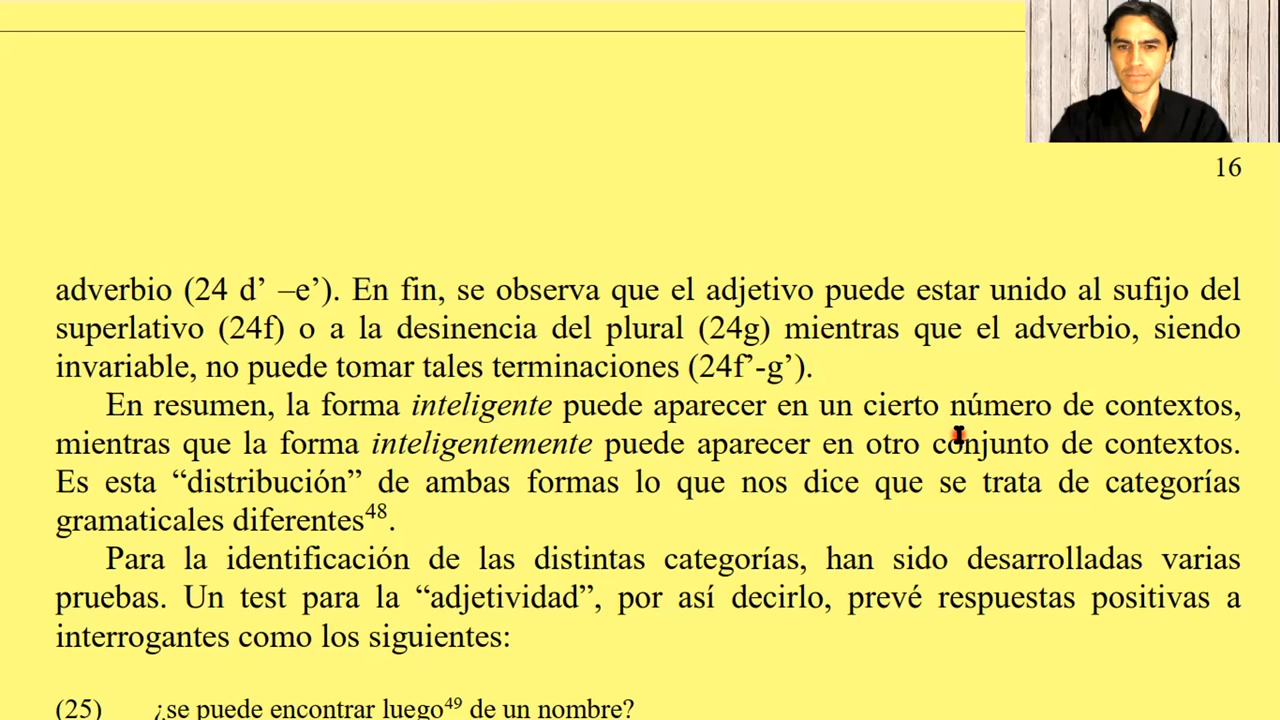 16
adverbio (24 d’ –e’). En fin, se observa que el adjetivo puede estar unido al sufijo del
superlativo (24f) o a la desinencia del plural (24g) mientras que el adverbio, siendo
invariable, no puede tomar tales terminaciones (24f’-g’).
En resumen, la forma inteligente puede aparecer en un cierto número de contextos,
mientras que la forma inteligentemente puede aparecer en otro conjunto de contextos.
Es esta “distribución” de ambas formas lo que nos dice que se trata de categorías
gramaticales diferentes48.
Para la identificación de las distintas categorías, han sido desarrolladas varias
pruebas. Un test para la “adjetividad”, por así decirlo, prevé respuestas positivas a
interrogantes como los siguientes:
(25) ¿se puede encontrar luego49 de un nombre?